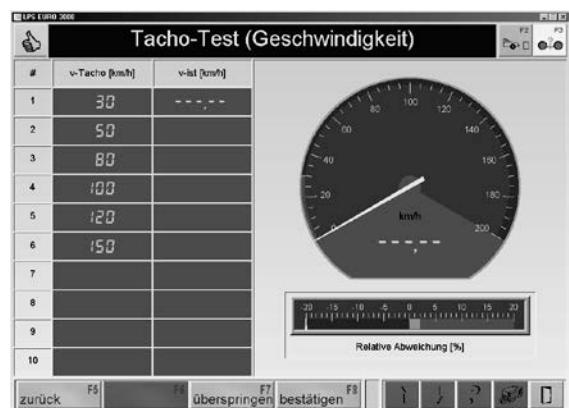 LPS EURO 3000
Tacho-Test (Geschwindigkeit)
F2
F3
# v-Tacho [km/h] v-ist [km/h]
1 30 ---,--
2 50
3 80
4 100
5 120
6 150
7
8
9
10
0 20 40 60 80 100 120 140 160 180 200
km/h
-----,
-20 -15 -10 -5 0 5 10 15 20
Relative Abweichung [%]
F5
zurück
F6
F7
überspringen
F8
bestätigen